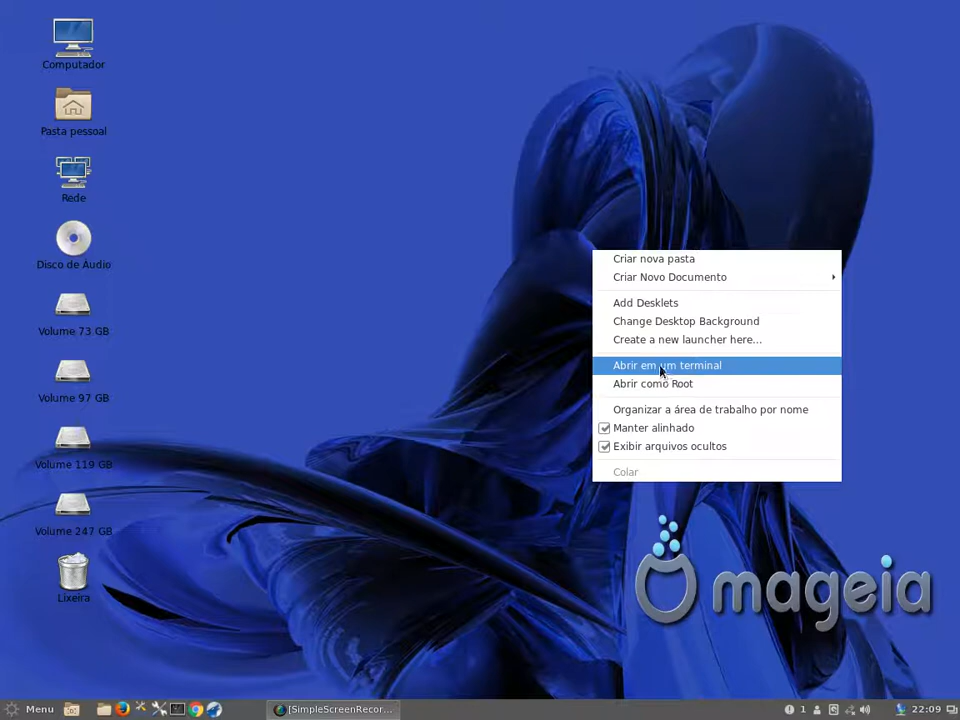 Computador
Pasta pessoal
Rede
Disco de Áudio
Volume 73 GB
Volume 97 GB
Volume 119 GB
Volume 247 GB
Lixeira
Criar nova pasta
Criar Novo Documento
Add Desklets
Change Desktop Background
Create a new launcher here...
Abrir em um terminal
Abrir como Root
Organizar a área de trabalho por nome
Manter alinhado
Exibir arquivos ocultos
Colar
mageia
Menu
[SimpleScreenRecor...
1
22:09